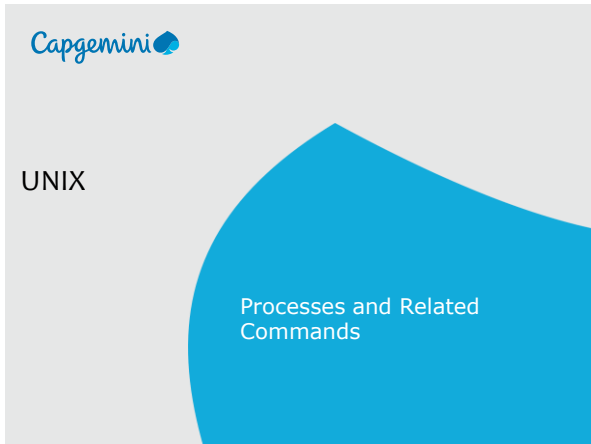 Capgemini
UNIX
Processes and Related
Commands